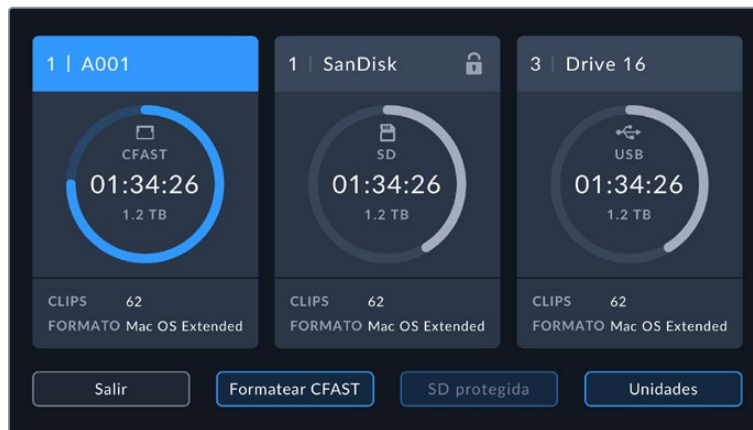 1 | A001
CFAST
01:34:26
1.2 TB
CLIPS 62
FORMATO Mac OS Extended
1 | SanDisk
SD
01:34:26
1.2 TB
CLIPS 62
FORMATO Mac OS Extended
3 | Drive 16
USB
01:34:26
1.2 TB
CLIPS 62
FORMATO Mac OS Extended
Salir
Formatear CFAST
SD protegida
Unidades